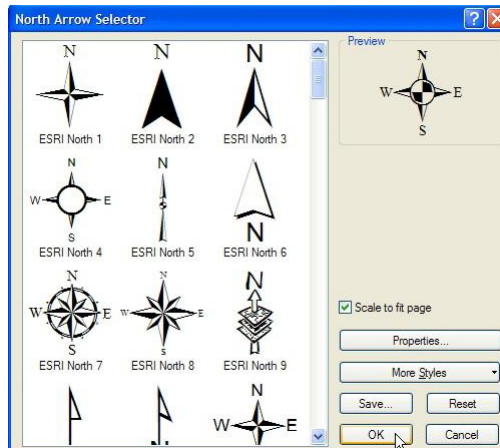 North Arrow Selector
N
ESRI North 1
N
ESRI North 2
N
ESRI North 3
N
W E
S
ESRI North 4
N
ESRI North 5
N
ESRI North 6
N
W E
S
ESRI North 7
N
W E
S
ESRI North 8
N
ESRI North 9
N
N
W E
Preview
N
W E
S
Scale to fit page
Properties...
More Styles
Save...
Reset
OK
Cancel